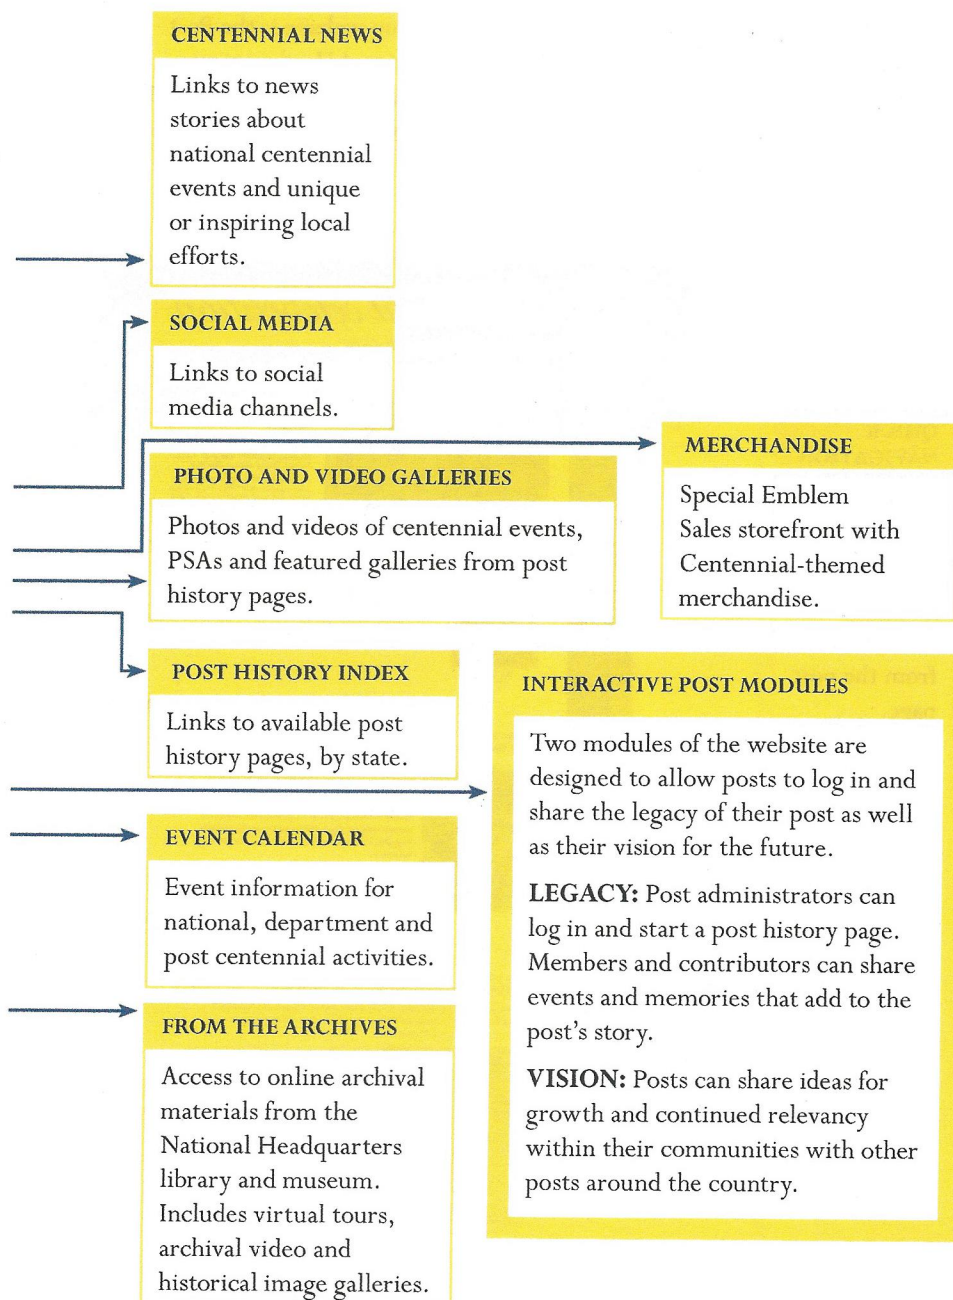 CENTENNIAL NEWS
Links to news
stories about
national centennial
events and unique
or inspiring local
efforts.
SOCIAL MEDIA
Links to social
media channels.
MERCHANDISE
Special Emblem
Sales storefront with
Centennial-themed
merchandise.
PHOTO AND VIDEO GALLERIES
Photos and videos of centennial events,
PSAs and featured galleries from post
history pages.
POST HISTORY INDEX
Links to available post
history pages, by state.
INTERACTIVE POST MODULES
Two modules of the website are
designed to allow posts to log in and
share the legacy of their post as well
as their vision for the future.
LEGACY: Post administrators can
log in and start a post history page.
Members and contributors can share
events and memories that add to the
post's story.
VISION: Posts can share ideas for
growth and continued relevancy
within their communities with other
posts around the country.
EVENT CALENDAR
Event information for
national, department and
post centennial activities.
FROM THE ARCHIVES
Access to online archival
materials from the
National Headquarters
library and museum.
Includes virtual tours,
archival video and
historical image galleries.